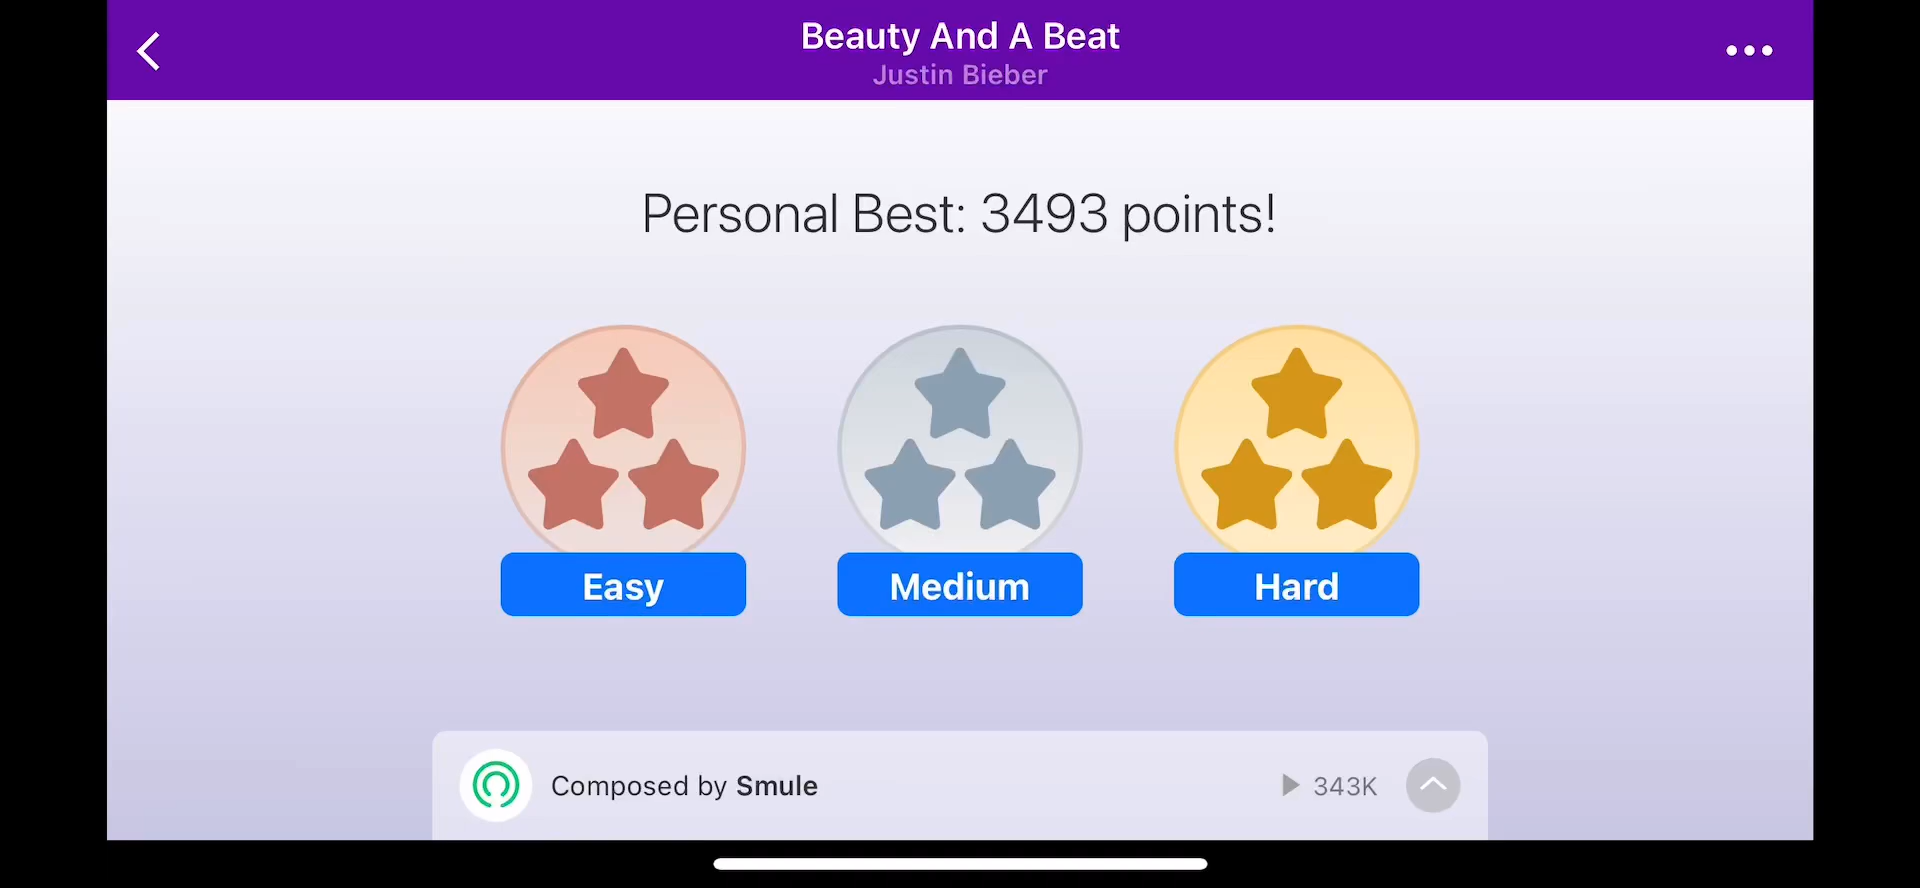 Beauty And A Beat
Justin Bieber
Personal Best: 3493 points!
Easy
Medium
Hard
Composed by Smule
343K